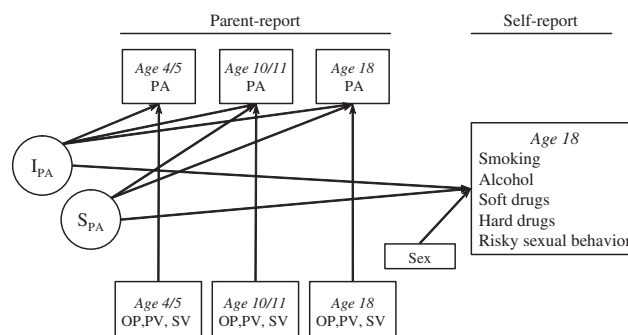 Parent-report
Self-report
Age 4/5
PA
Age 10/11
PA
Age 18
PA
I PA
S PA
Age 18
Smoking
Alcohol
Soft drugs
Hard drugs
Risky sexual behavior
Sex
Age 4/5
OP,PV, SV
Age 10/11
OP,PV, SV
Age 18
OP,PV, SV